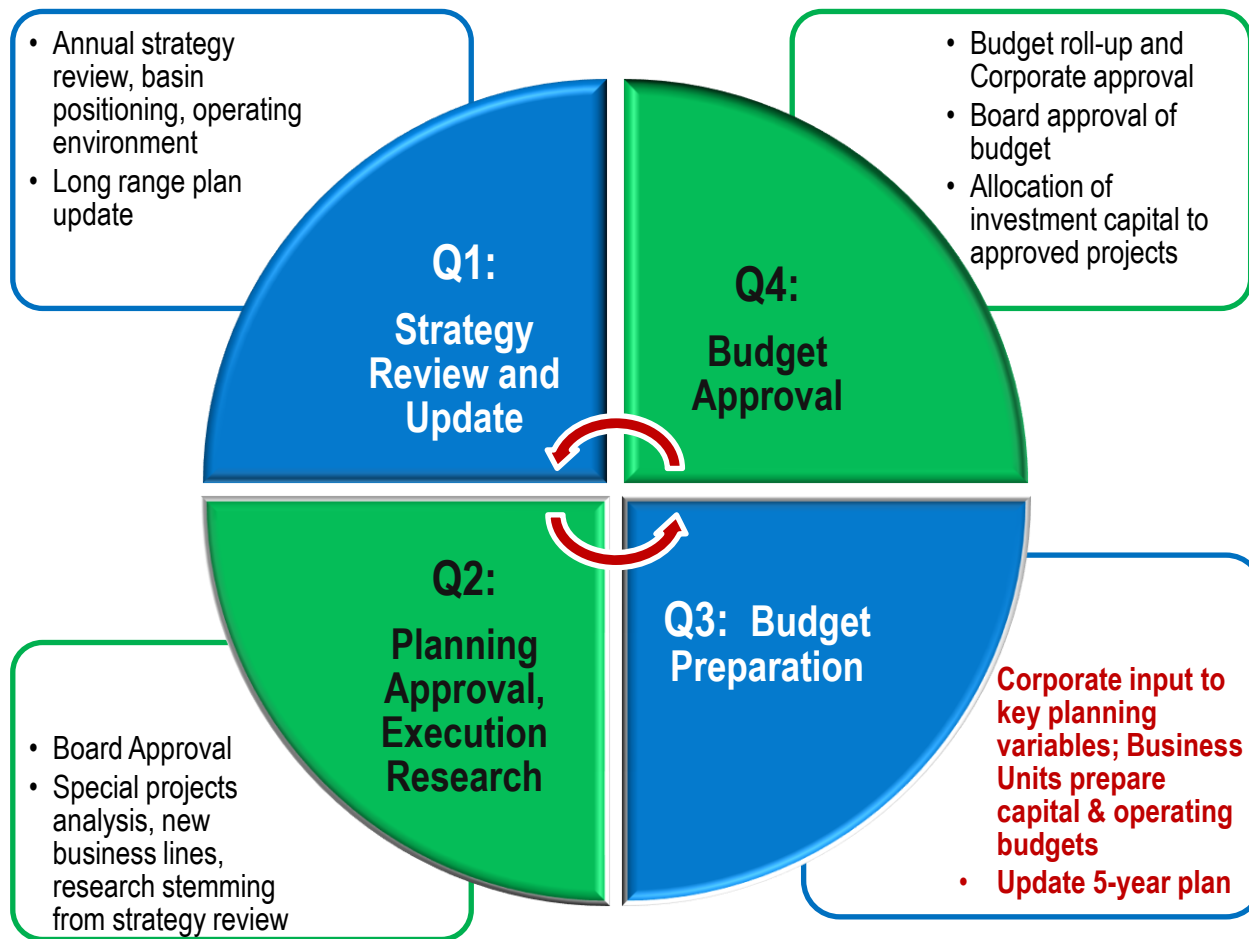 • Annual strategy
review, basin
positioning, operating
environment
• Long range plan
update
• Budget roll-up and
Corporate approval
• Board approval of
budget
• Allocation of
investment capital to
approved projects
Q1:
Strategy
Review and
Update
Q4:
Budget
Approval
Q2:
Planning
Approval,
Execution
Research
Q3: Budget
Preparation
• Board Approval
• Special projects
analysis, new
business lines,
research stemming
from strategy review
Corporate input to
key planning
variables; Business
Units prepare
capital & operating
budgets
• Update 5-year plan